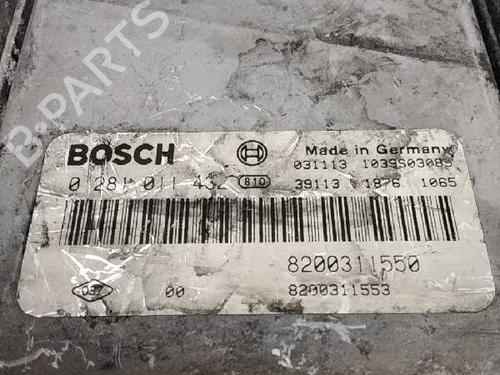 B-PARTS
BOSCH
Made in Germany
031113 1039S03089
0 281 011 432 810 39113 1876 1065
8200311550
00 8200311553